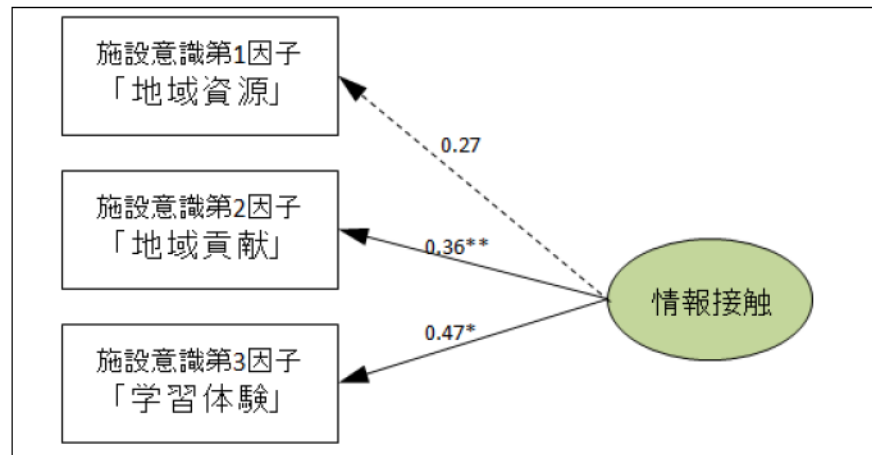 施設意識第1因子
「地域資源」
0.27
施設意識第2因子
「地域貢献」
0.36**
情報接触
0.47*
施設意識第3因子
「学習体験」